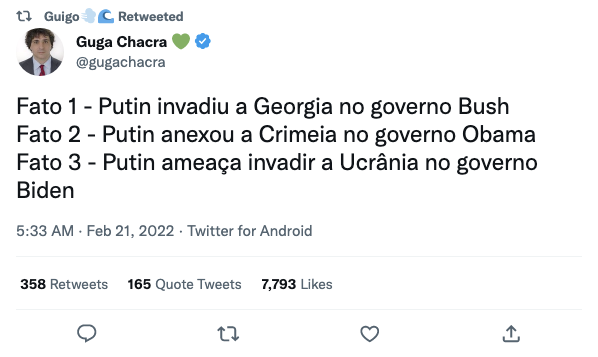 Guigo💨🌊 Retweeted
Guga Chacra 💚
@gugachacra
Fato 1 - Putin invadiu a Georgia no governo Bush
Fato 2 - Putin anexou a Crimeia no governo Obama
Fato 3 - Putin ameaça invadir a Ucrânia no governo
Biden
5:33 AM · Feb 21, 2022 · Twitter for Android
358 Retweets 165 Quote Tweets 7,793 Likes